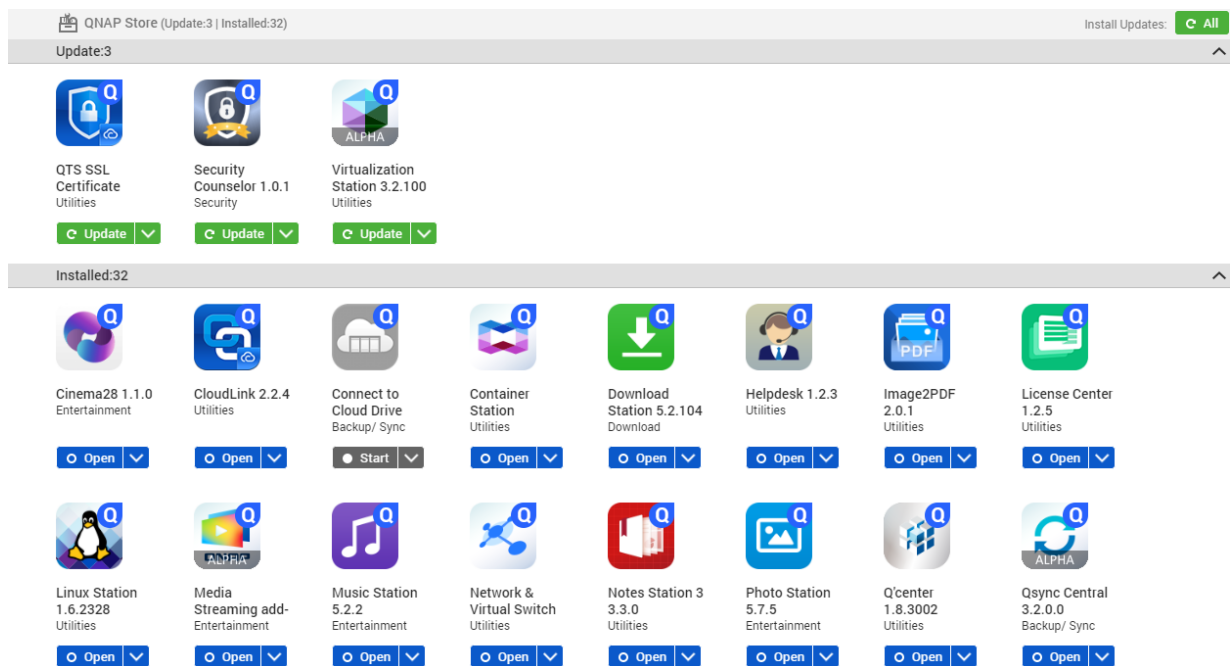 QNAP Store (Update:3 | Installed:32)
Install Updates:
All
Update:3
Q
Q
Q
ALPHA
QTS SSL
Certificate
Utilities
Security
Counselor 1.0.1
Security
Virtualization
Station 3.2.100
Utilities
Update
Update
Update
Installed:32
Q
Q
Q
Q
Q
Q
Q
PDF
Q
Cinema28 1.1.0
Entertainment
CloudLink 2.2.4
Utilities
Connect to
Cloud Drive
Backup/ Sync
Container
Station
Utilities
Download
Station 5.2.104
Download
Helpdesk 1.2.3
Utilities
Image2PDF
2.0.1
Utilities
License Center
1.2.5
Utilities
Open
Open
Start
Open
Open
Open
Open
Open
Q
Q
ALPHA
Q
Q
Q
Q
Q
Q
ALPHA
Linux Station
1.6.2328
Utilities
Media
Streaming add-
Entertainment
Music Station
5.2.2
Entertainment
Network &
Virtual Switch
Utilities
Notes Station 3
3.3.0
Utilities
Photo Station
5.7.5
Entertainment
Q'center
1.8.3002
Utilities
Qsync Central
3.2.0.0
Backup/ Sync
Open
Open
Open
Open
Open
Open
Open
Open